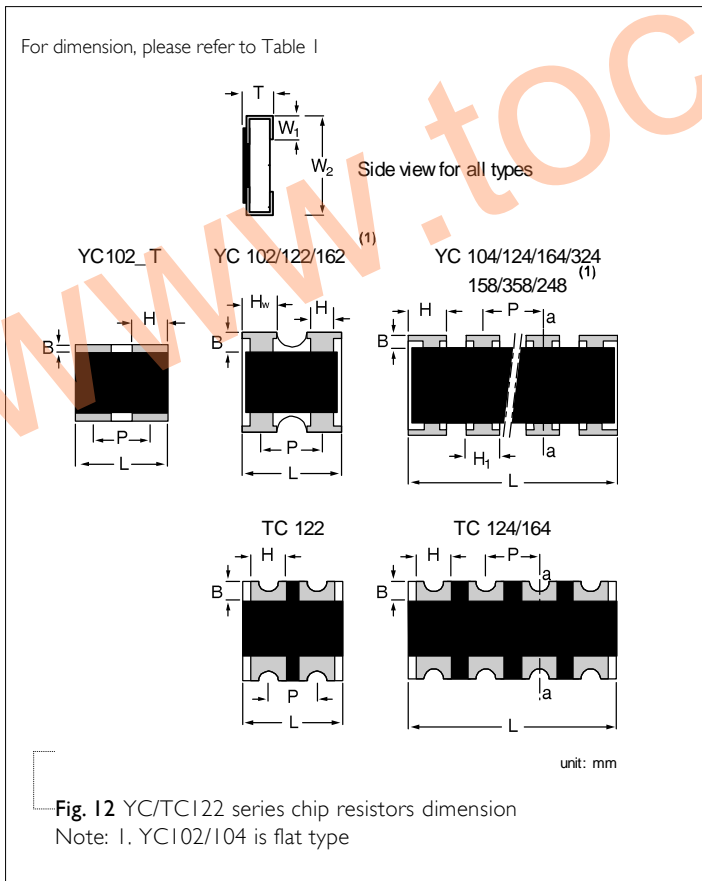 For dimension, please refer to Table 1
www.toc
T
W1
W2
Side view for all types
YC102_T
YC 102/122/162 (1)
YC 104/124/164/324
158/358/248 (1)
H
B
P
L
Hw
H
B
P
L
H
P
a
B
H1
a
L
TC 122
TC 124/164
H
B
P
L
H
P
a
B
a
L
unit: mm
Fig. 12 YC/TC122 series chip resistors dimension
Note: 1. YC102/104 is flat type